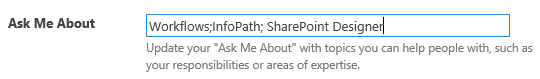 Ask Me About Workflows;InfoPath; SharePoint Designer
Update your "Ask Me About" with topics you can help people with, such as
your responsibilities or areas of expertise.